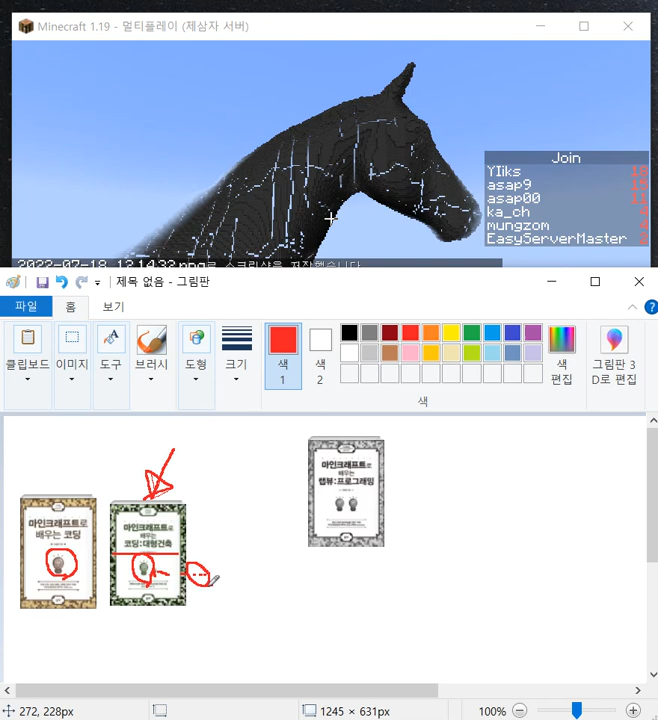 Minecraft 1.19 - 멀티플레이 (제삼자 서버)
Join
YIiks
asap9
asap00
ka_ch
mungzom
EasyServerMaster
2022-07-18_12.14.32.png로 스크린샷을 저장했습니다
제목 없음 - 그림판
파일 홈 보기
클립보드 이미지 도구 브러시 도형 크기 색 1 색 2 색 편집 그림판 3D로 편집
색
마인크래프트로
배우는 코딩
마인크래프트로
배우는
코딩:대형건축
마인크래프트로
배우는
랩뷰:프로그래밍
272, 228px 1245 × 631px 100%